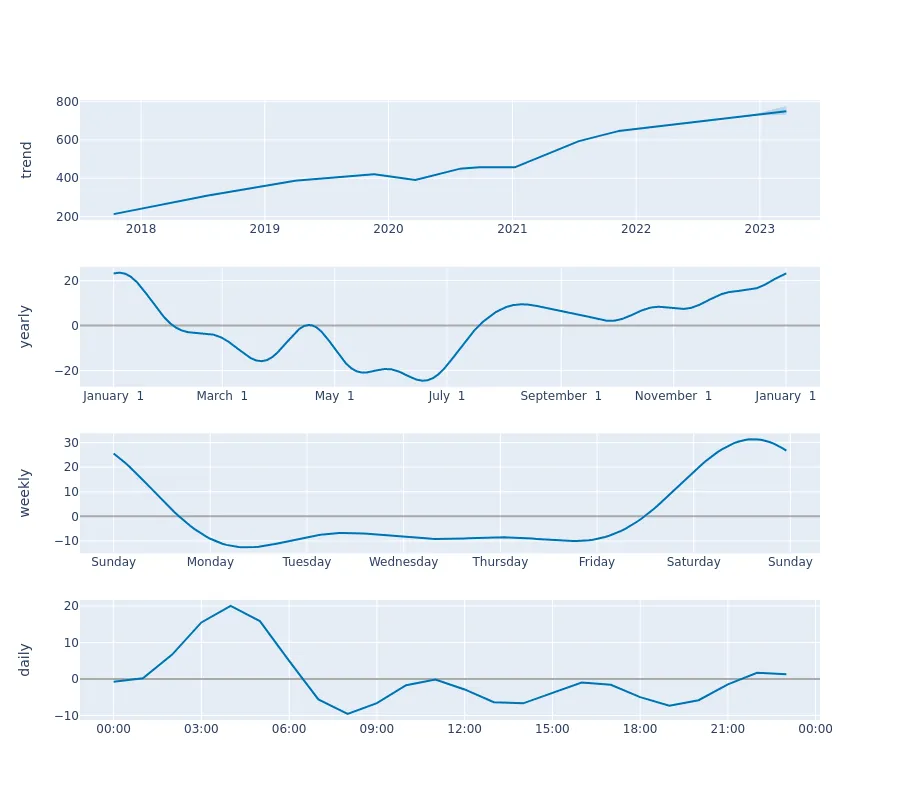 800
600
400
200
trend
2018 2019 2020 2021 2022 2023
20
0
−20
yearly
January 1 March 1 May 1 July 1 September 1 November 1 January 1
30
20
10
0
−10
weekly
Sunday Monday Tuesday Wednesday Thursday Friday Saturday Sunday
20
10
0
−10
daily
00:00 03:00 06:00 09:00 12:00 15:00 18:00 21:00 00:00